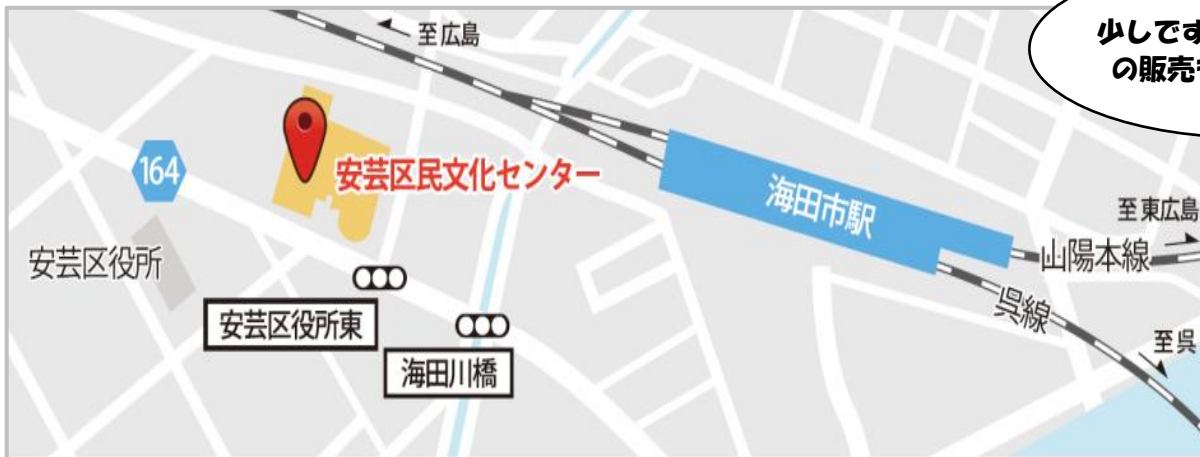 至広島
少しです
の販売
164
安芸区民文化センター
海田市駅
至東広島
山陽本線
安芸区役所
呉線
安芸区役所東
海田川橋
至呉